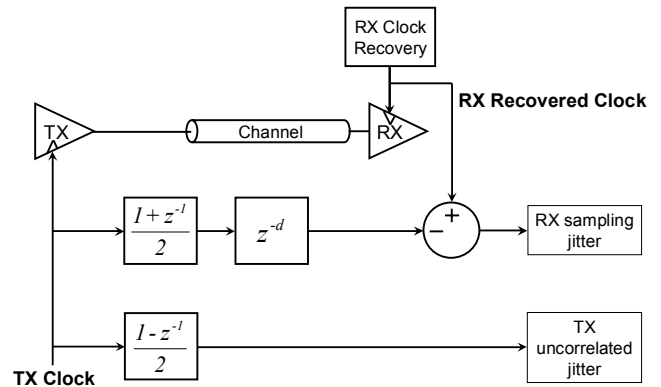 RX Clock
Recovery
RX Recovered Clock
TX
Channel
RX
1 + z^{-1}
2
z^{-d}
− +
RX sampling
jitter
1 - z^{-1}
2
TX
uncorrelated
jitter
TX Clock